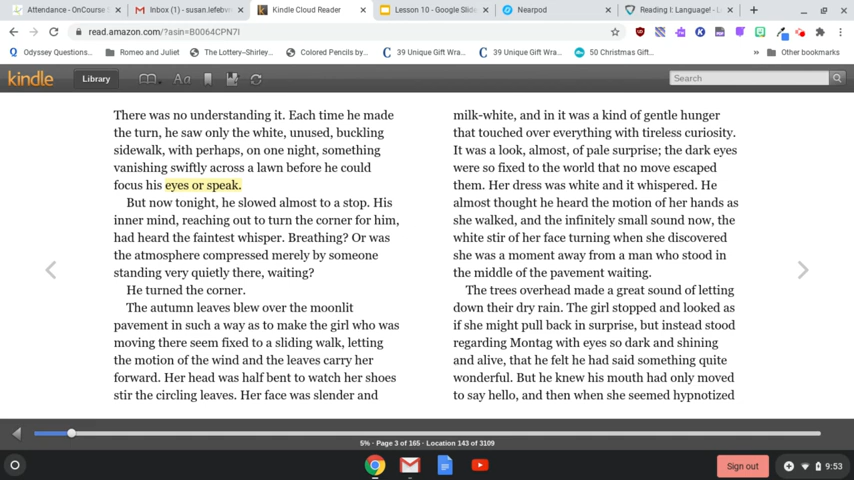 Attendance - OnCourse S
Inbox (1) - susan.lefebv
Kindle Cloud Reader
Lesson 10 - Google Slid
Nearpod
Reading I: Language! - L
read.amazon.com/?asin=B0064CPN7I
Odyssey Questions...
Romeo and Juliet
The Lottery--Shirley...
Colored Pencils by...
39 Unique Gift Wra...
39 Unique Gift Wra...
50 Christmas Gift...
»
Other bookmarks
kindle
Library
Aa
Search
There was no understanding it. Each time he made
the turn, he saw only the white, unused, buckling
sidewalk, with perhaps, on one night, something
vanishing swiftly across a lawn before he could
focus his eyes or speak.
But now tonight, he slowed almost to a stop. His
inner mind, reaching out to turn the corner for him,
had heard the faintest whisper. Breathing? Or was
the atmosphere compressed merely by someone
standing very quietly there, waiting?
He turned the corner.
The autumn leaves blew over the moonlit
pavement in such a way as to make the girl who was
moving there seem fixed to a sliding walk, letting
the motion of the wind and the leaves carry her
forward. Her head was half bent to watch her shoes
stir the circling leaves. Her face was slender and
milk-white, and in it was a kind of gentle hunger
that touched over everything with tireless curiosity.
It was a look, almost, of pale surprise; the dark eyes
were so fixed to the world that no move escaped
them. Her dress was white and it whispered. He
almost thought he heard the motion of her hands as
she walked, and the infinitely small sound now, the
white stir of her face turning when she discovered
she was a moment away from a man who stood in
the middle of the pavement waiting.
The trees overhead made a great sound of letting
down their dry rain. The girl stopped and looked as
if she might pull back in surprise, but instead stood
regarding Montag with eyes so dark and shining
and alive, that he felt he had said something quite
wonderful. But he knew his mouth had only moved
to say hello, and then when she seemed hypnotized
5% • Page 3 of 165 • Location 143 of 3109
Sign out
9:53